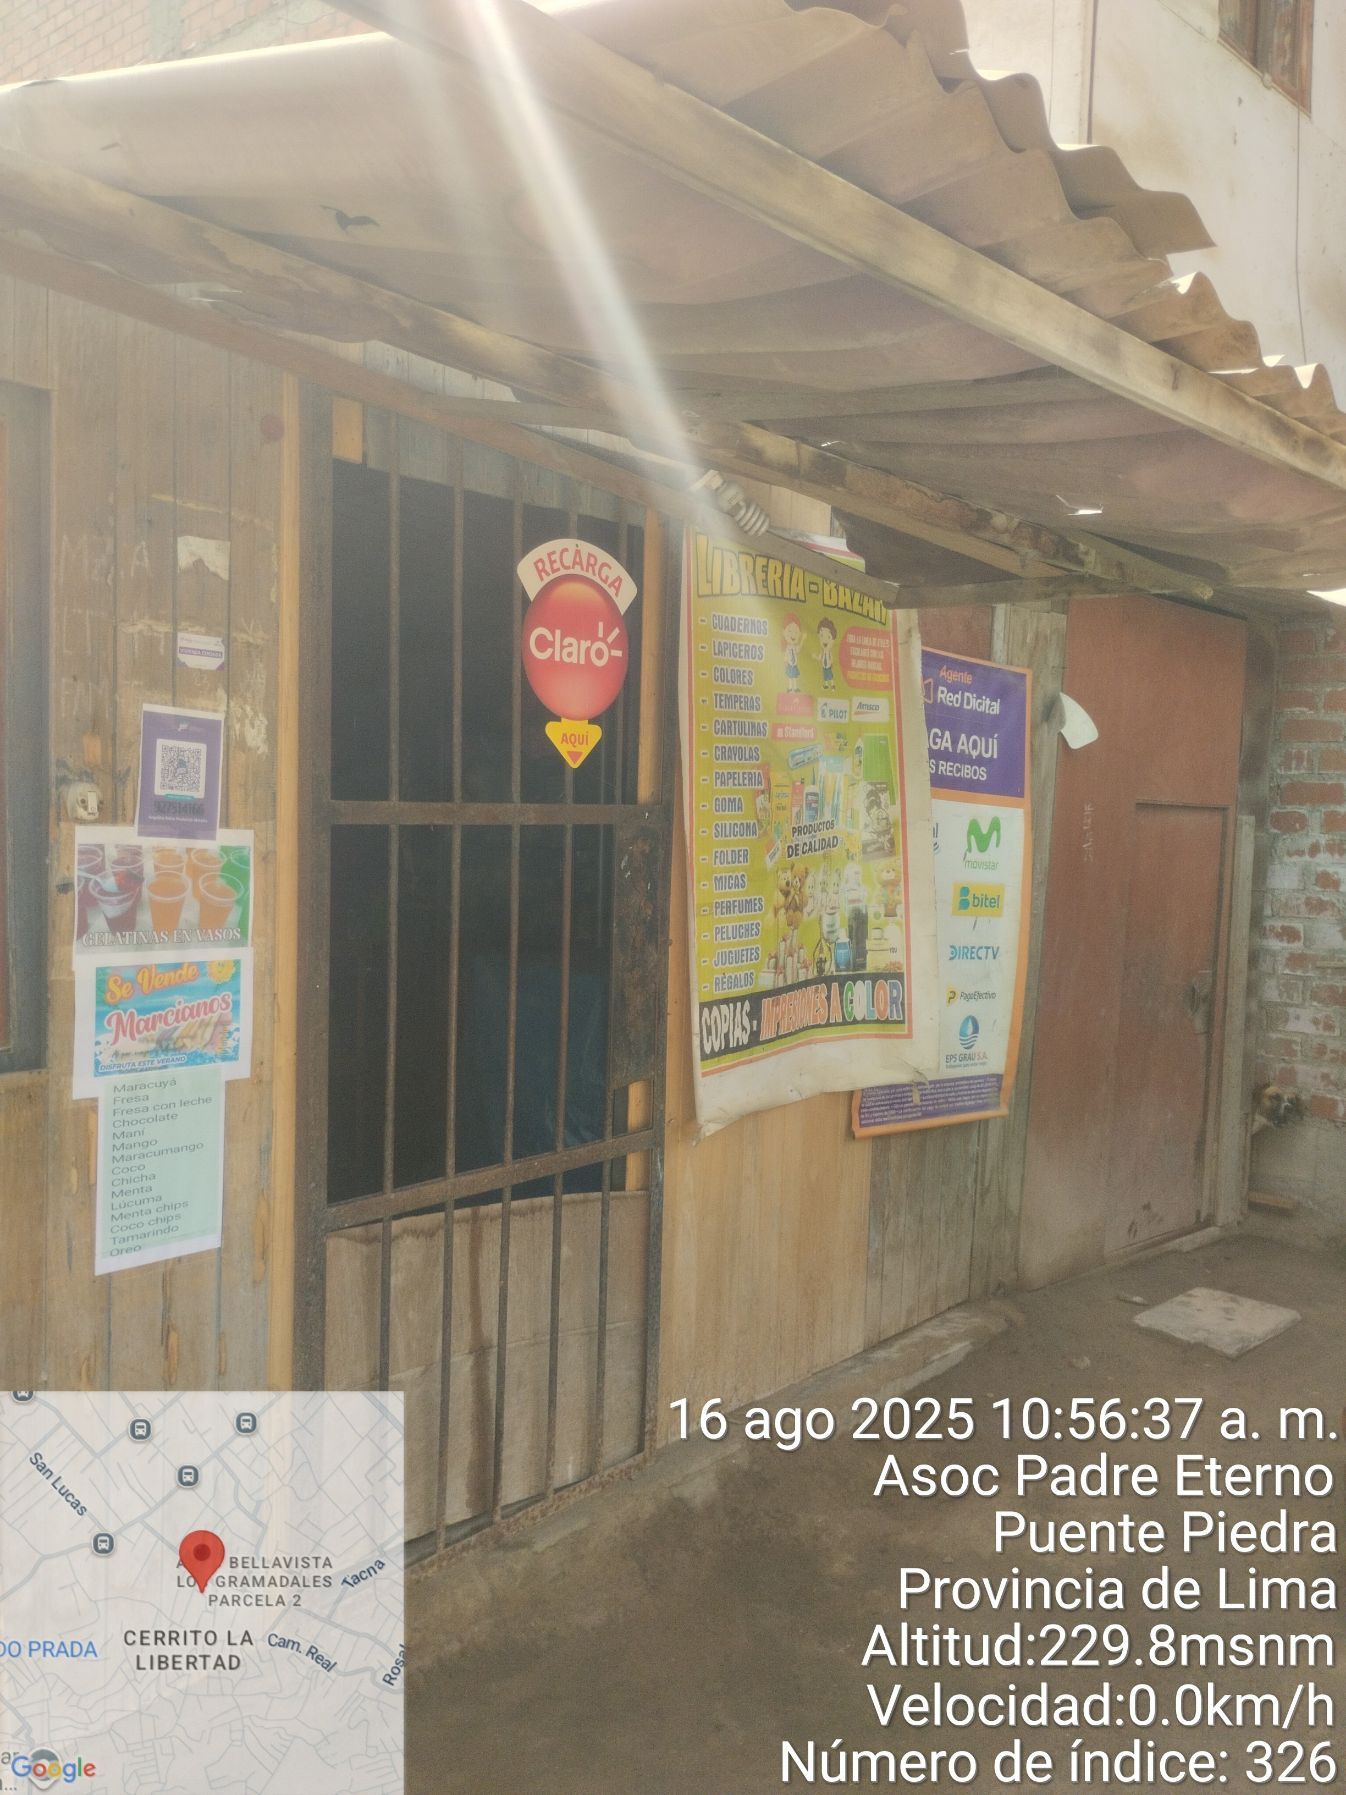 RECÀRGA
Claro
AQUÍ
LIBRERIA - BAZAR
- CUADERNOS
- LAPICEROS
- COLORES
- TEMPERAS
- CARTULINAS
- CRAYOLAS
- PAPELERIA
- GOMA
- SILICONA
- FOLDER
- MICAS
- PERFUMES
- PELUCHES
- JUGUETES
- REGALOS
PILOT
Artesco
Stanford
PRODUCTOS
DE CALIDAD
COPIAS - IMPRESIONES A COLOR
Agente
Red Digital
GA AQUÍ
S RECIBOS
movistar
bitel
DIRECTV
PagoEfectivo
EPS GRAU S.A.
GELATINAS EN VASOS
Se Vende
Marcianos
DISFRUTA ESTE VERANO
Maracuyá
Fresa
Fresa con leche
Chocolate
Maní
Mango
Maracumango
Coco
Chicha
Menta
Lúcuma
Menta chips
Coco chips
Tamarindo
Oreo
San Lucas
BELLAVISTA
GRAMADALES
PARCELA 2
Tacna
CERRITO LA
LIBERTAD
Cam. Real
Rosal
DO PRADA
Google
16 ago 2025 10:56:37 a. m.
Asoc Padre Eterno
Puente Piedra
Provincia de Lima
Altitud:229.8msnm
Velocidad:0.0km/h
Número de índice: 326